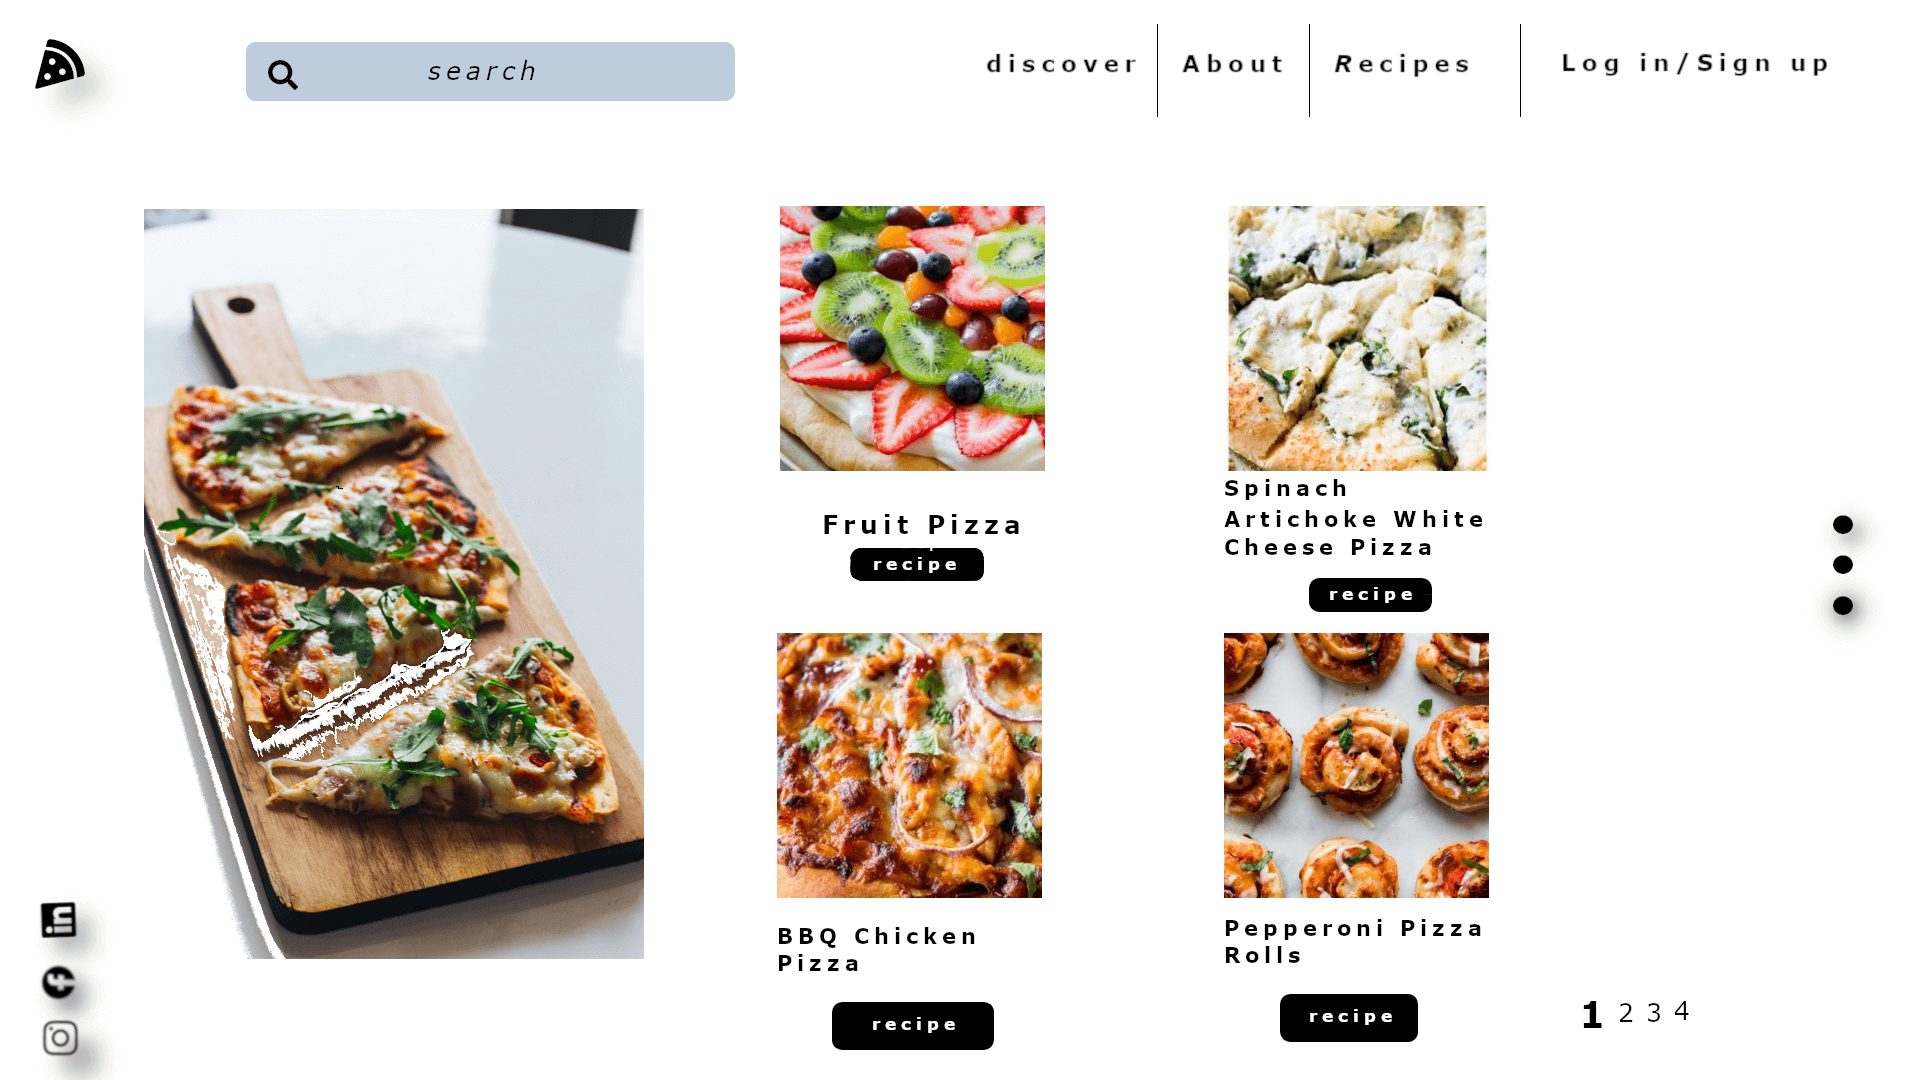 search
discover
About
Recipes
Log in/Sign up
Fruit Pizza
recipe
Spinach
Artichoke White
Cheese Pizza
recipe
BBQ Chicken
Pizza
recipe
Pepperoni Pizza
Rolls
recipe
in
f
1 2 3 4